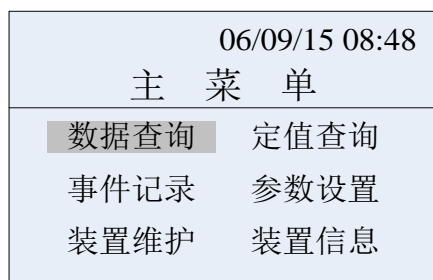 06/09/15 08:48
主 菜 单
数据查询 定值查询
事件记录 参数设置
装置维护 装置信息